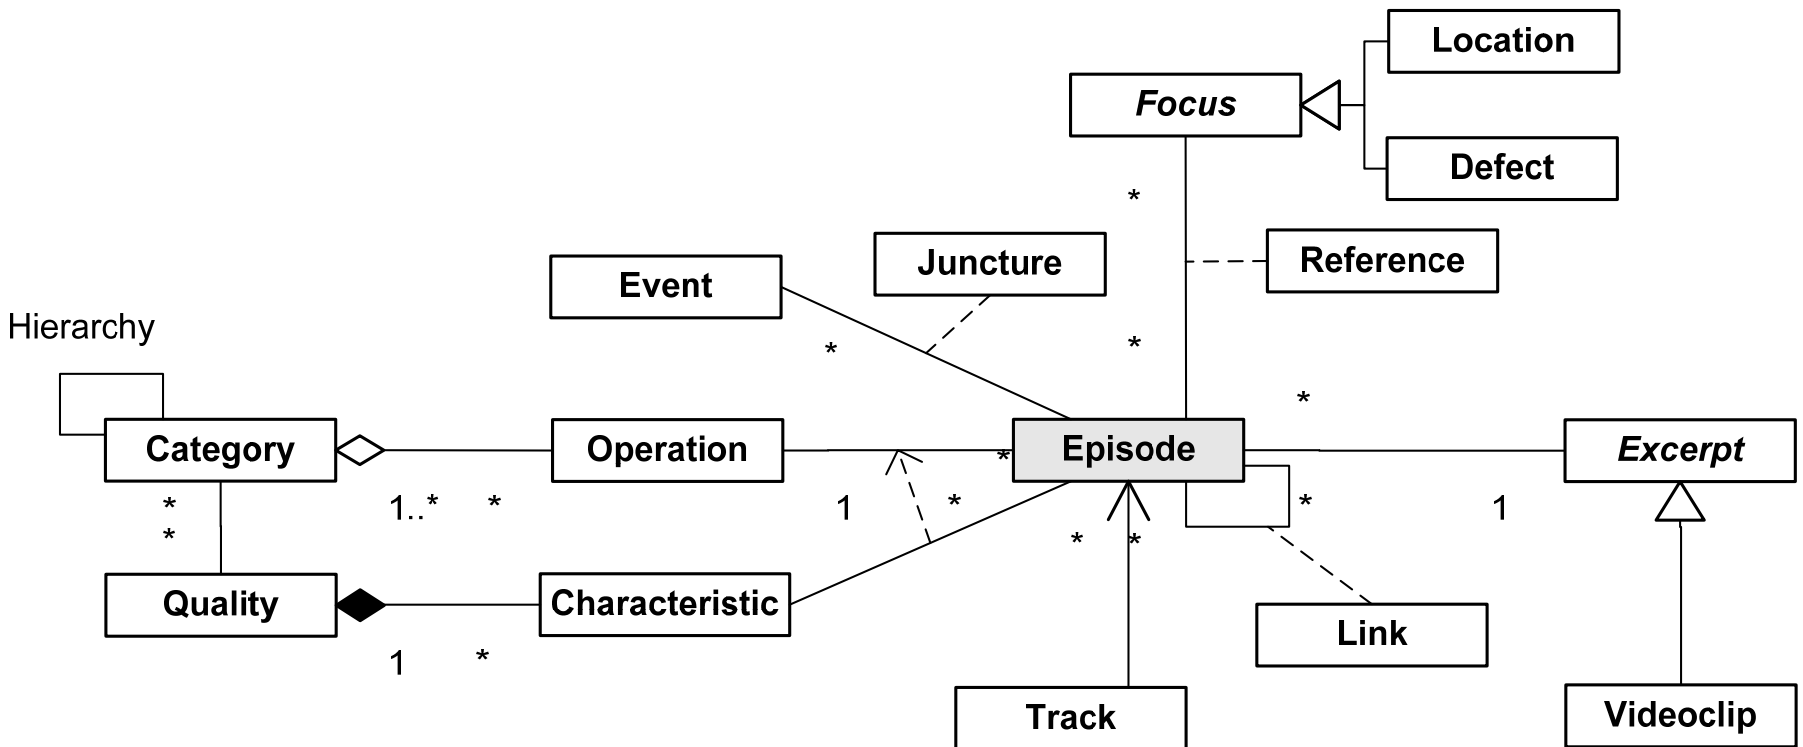 Location
Focus
Defect
*
Juncture
Reference
Event
Hierarchy
*
*
*
Category
Operation
*
Episode
Excerpt
*
1..*
*
1
*
*
1
*
*
*
Quality
Characteristic
Link
1
*
Track
Videoclip